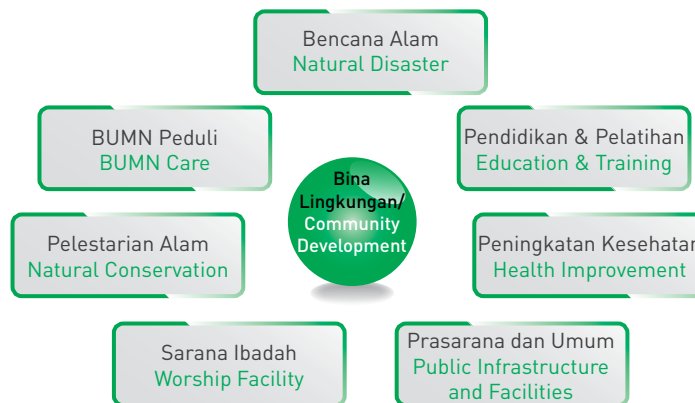 Bencana Alam
Natural Disaster
BUMN Peduli
BUMN Care
Pendidikan & Pelatihan
Education & Training
Bina
Lingkungan/
Community
Development
Pelestarian Alam
Natural Conservation
Peningkatan Kesehatan
Health Improvement
Sarana Ibadah
Worship Facility
Prasarana dan Umum
Public Infrastructure
and Facilities